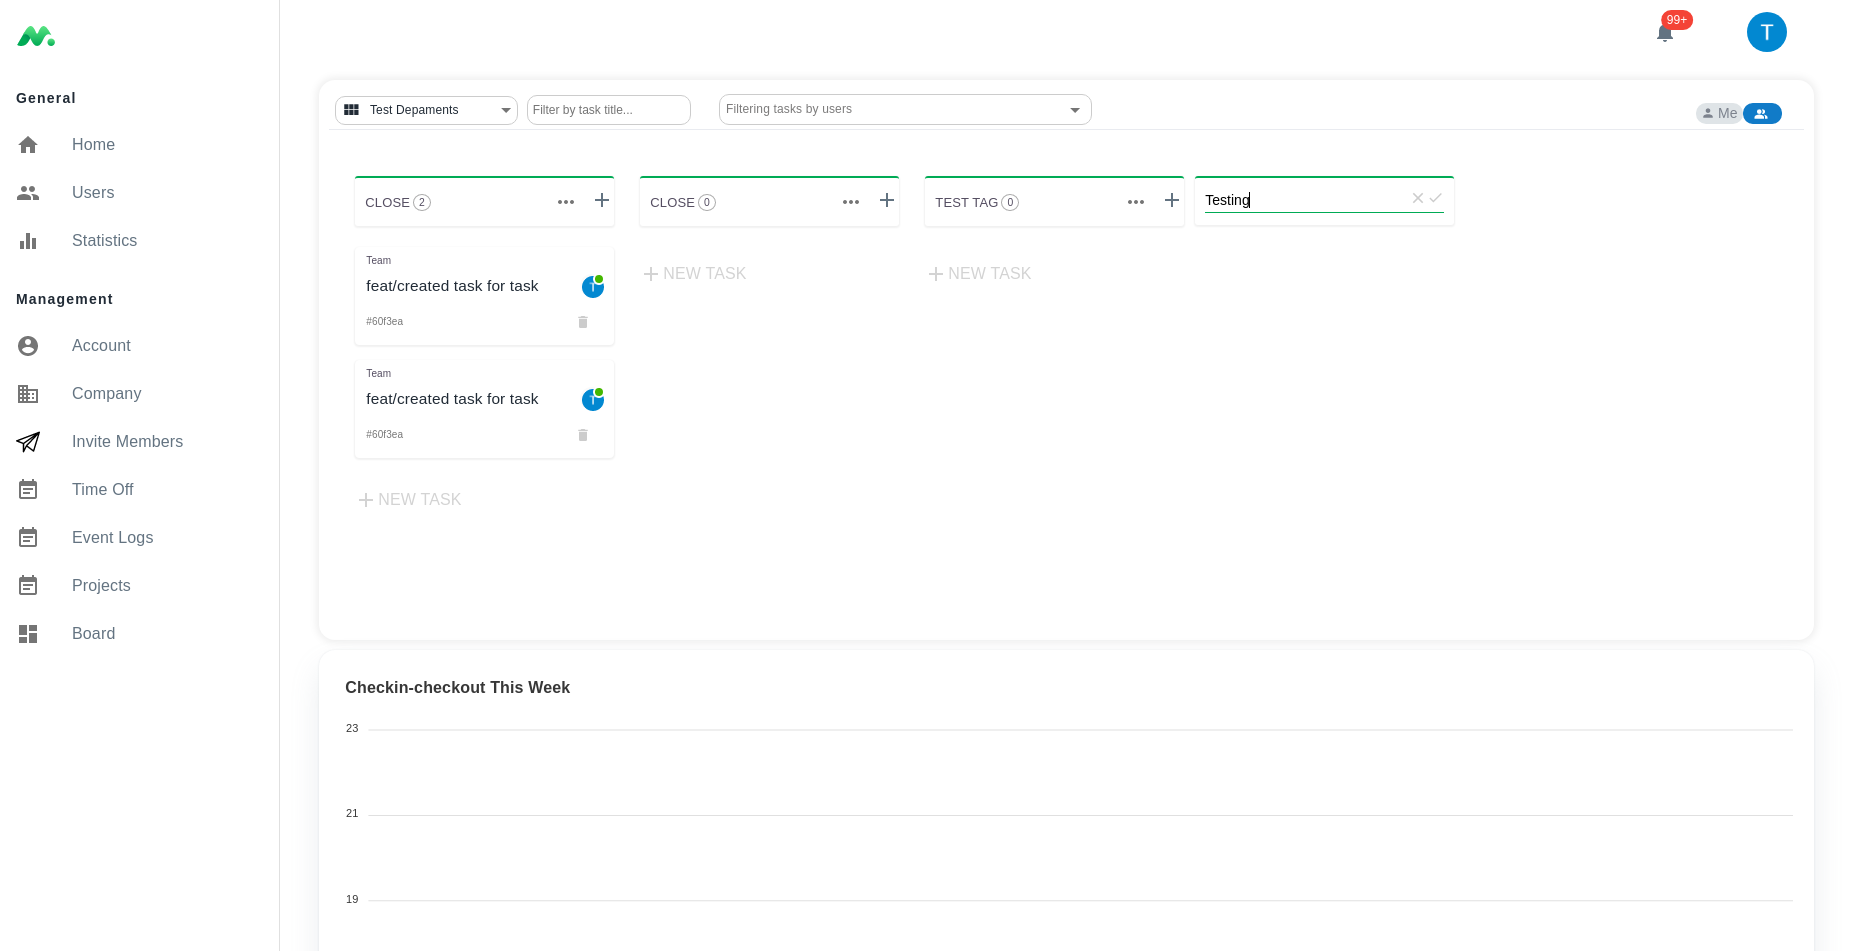 99+
T
General
Home
Users
Statistics
Management
Account
Company
Invite Members
Time Off
Event Logs
Projects
Board
Test Depaments
Filter by task title...
Filtering tasks by users
Me
CLOSE 2
CLOSE 0
TEST TAG 0
Testing
Team
feat/created task for task
T
#60f3ea
Team
feat/created task for task
T
#60f3ea
NEW TASK
NEW TASK
NEW TASK
Checkin-checkout This Week
23
21
19